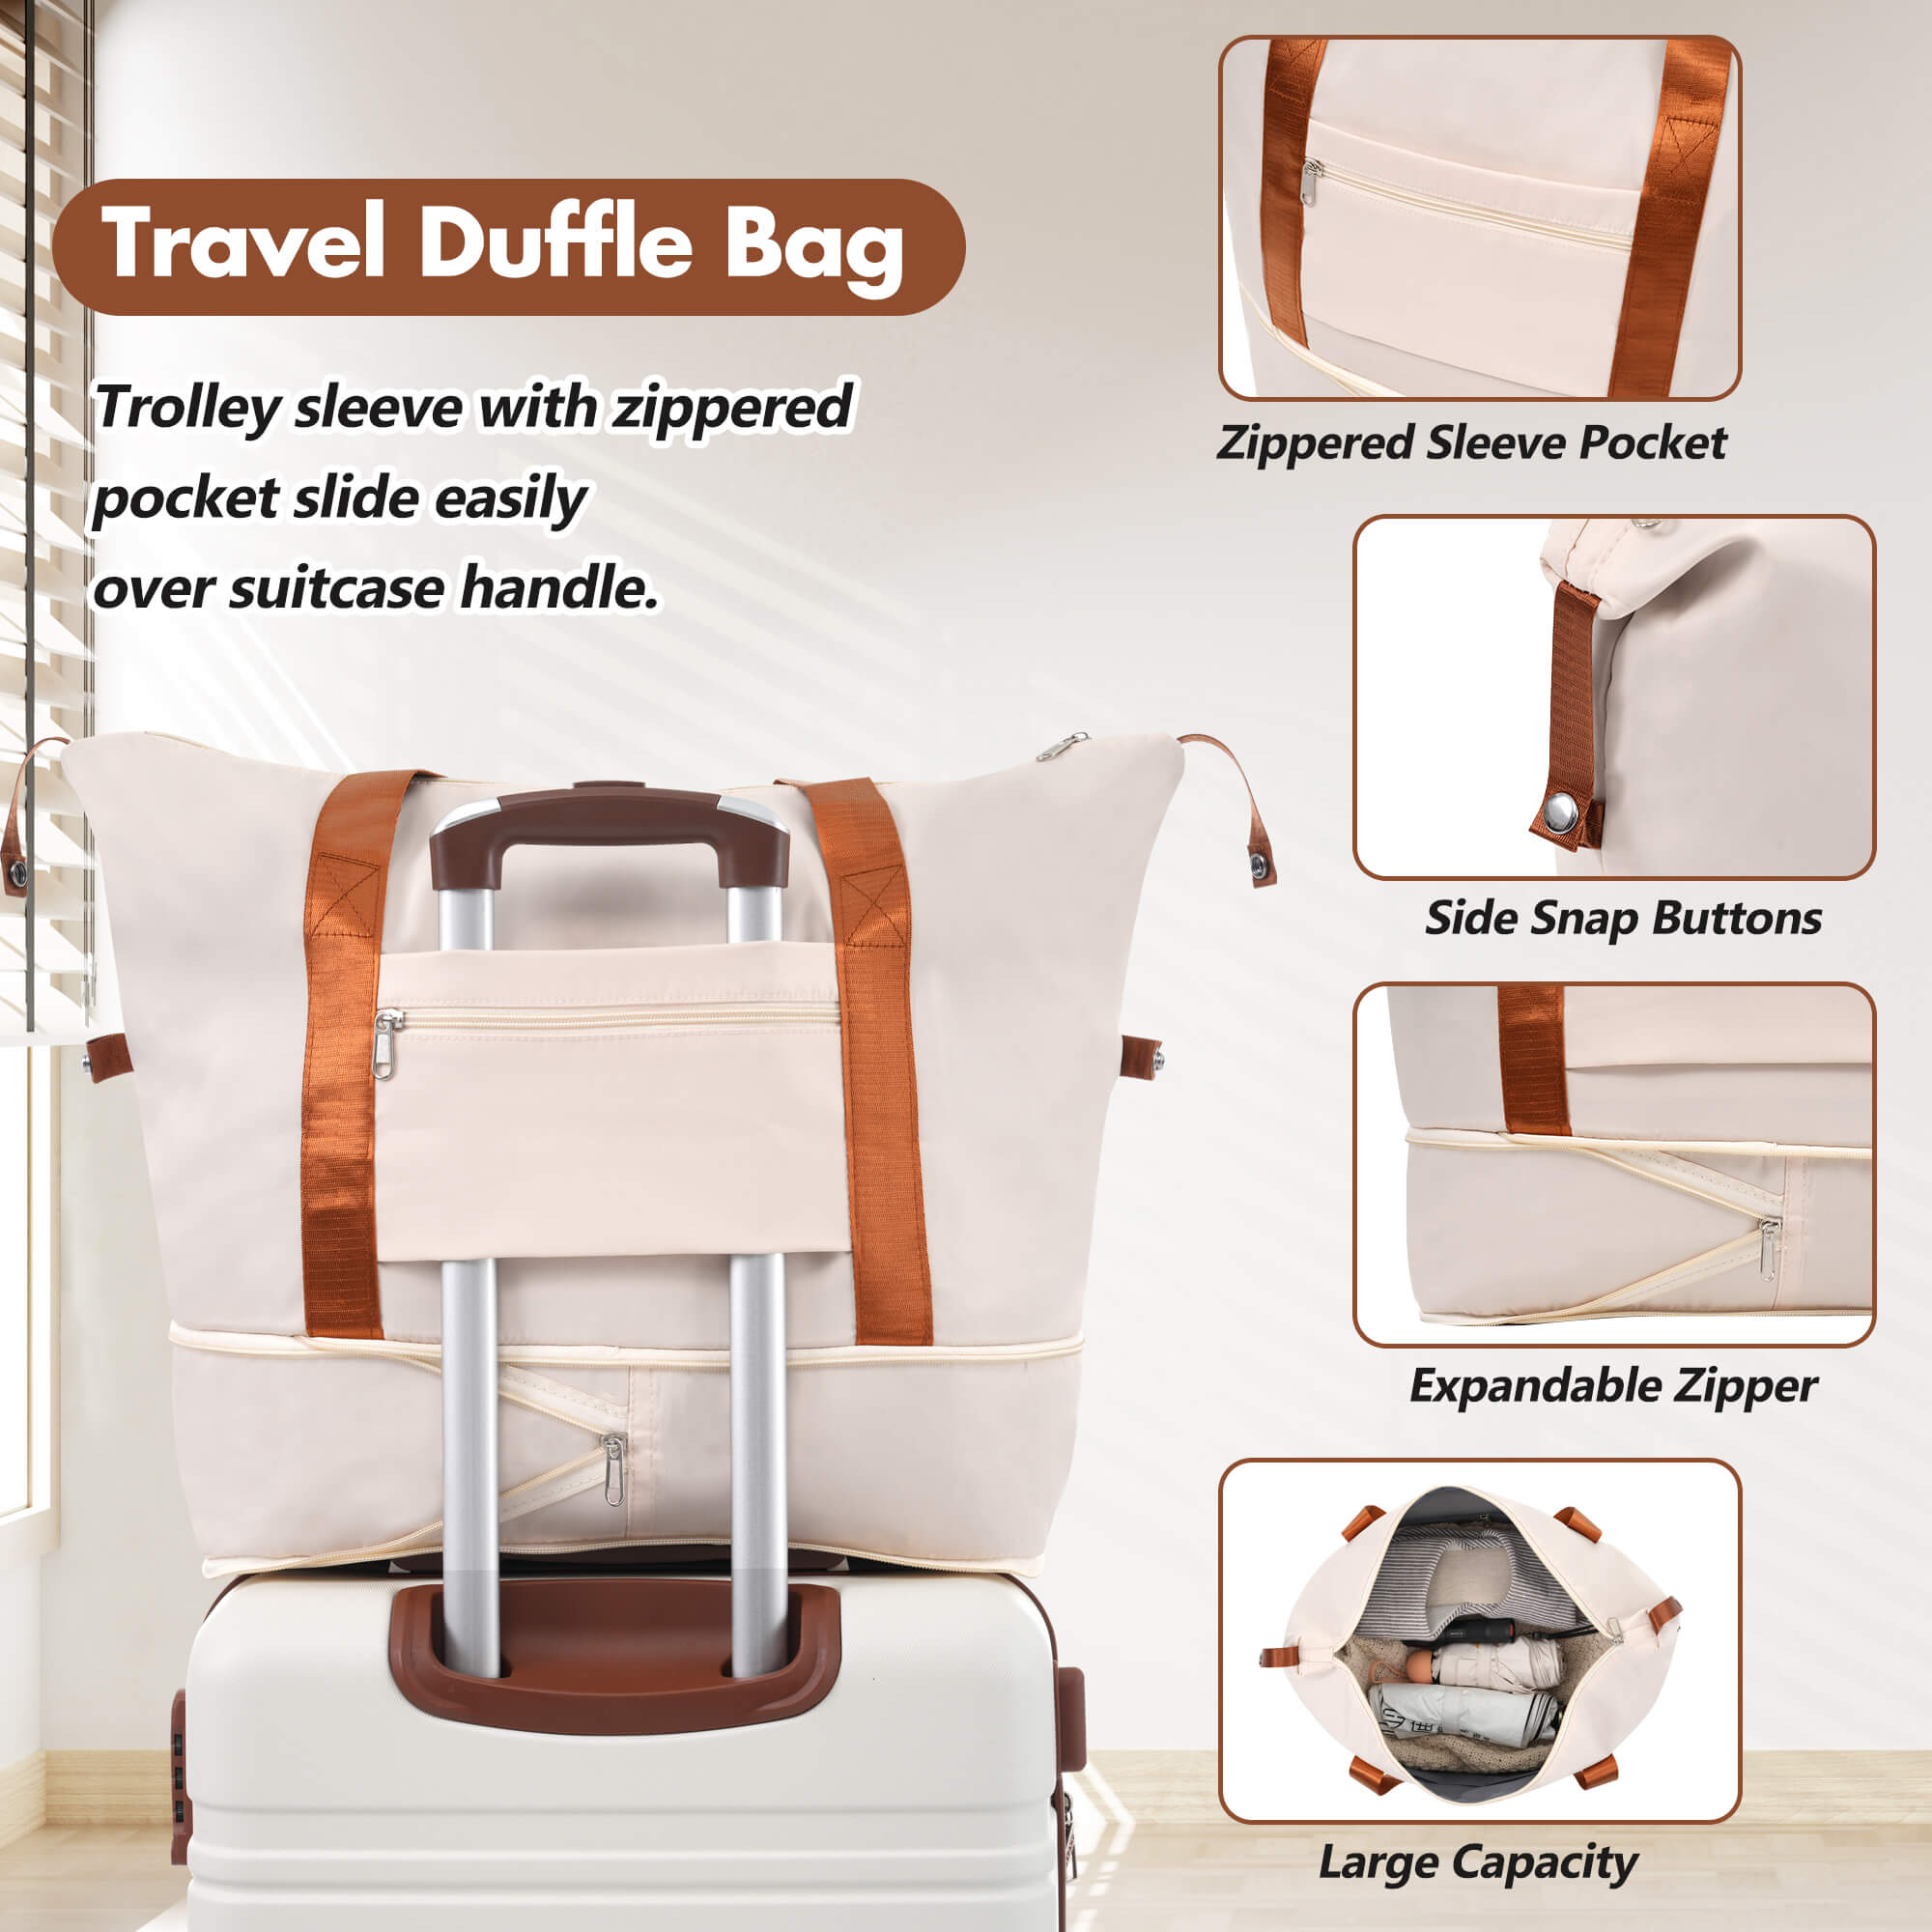 Travel Duffle Bag
Trolley sleeve with zippered
pocket slide easily
over suitcase handle.
Zippered Sleeve Pocket
Side Snap Buttons
Expandable Zipper
Large Capacity